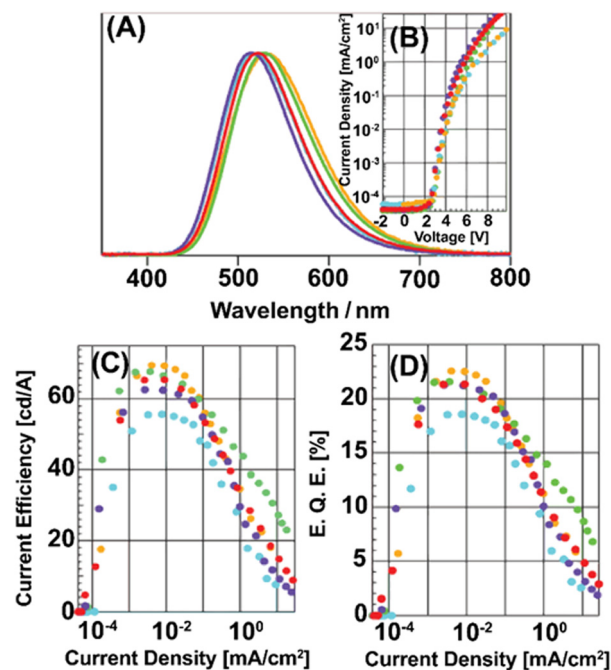 (A)
(B)
Current Density [mA/cm²]
10¹
10⁰
10⁻¹
10⁻²
10⁻³
10⁻⁴
-2 0 2 4 6 8
Voltage [V]
400 500 600 700 800
Wavelength / nm
(C)
Current Efficiency [cd/A]
60
40
20
0
10⁻⁴ 10⁻² 10⁰
Current Density [mA/cm²]
(D)
E. Q. E. [%]
25
20
15
10
5
0
10⁻⁴ 10⁻² 10⁰
Current Density [mA/cm²]